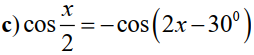 c) cos x/2 = −cos(2x − 30⁰)